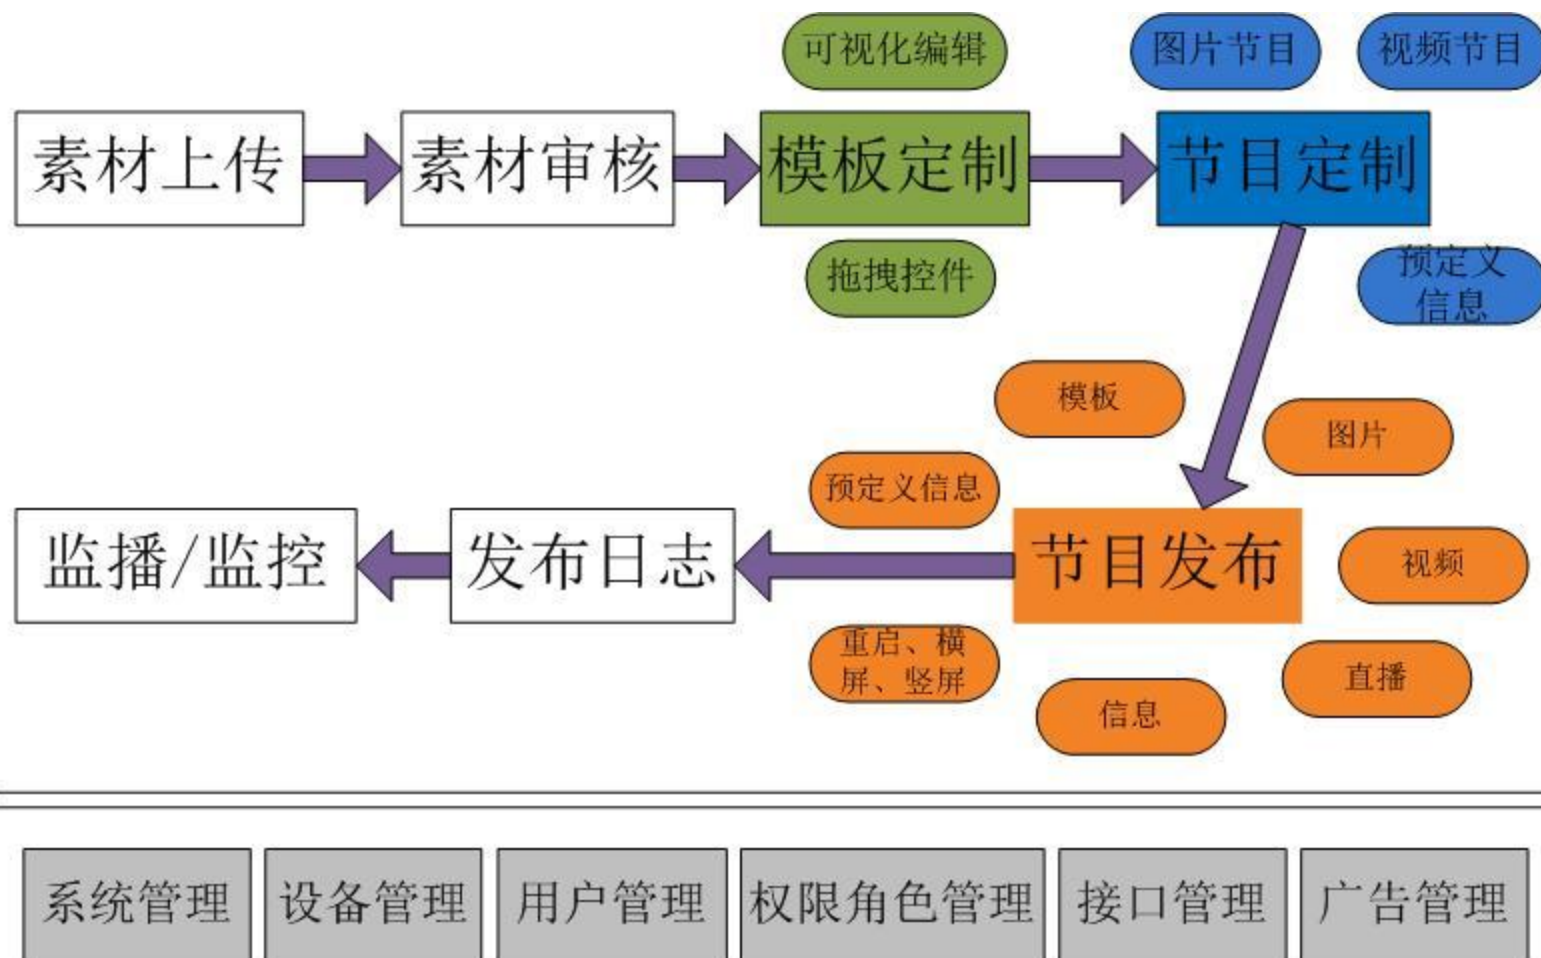 可视化编辑
图片节目
视频节目
素材上传
素材审核
模板定制
节目定制
拖拽控件
预定义
信息
模板
图片
预定义信息
监播/监控
发布日志
节目发布
视频
重启、横
屏、竖屏
信息
直播
系统管理
设备管理
用户管理
权限角色管理
接口管理
广告管理